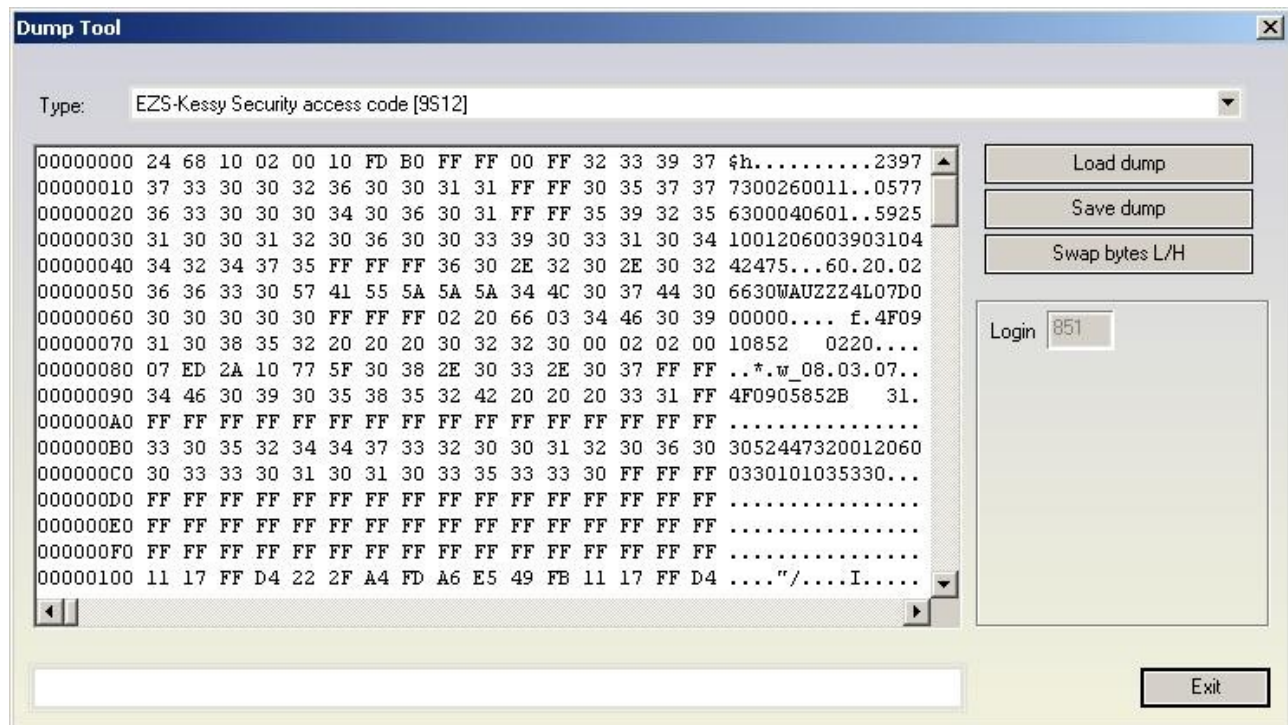 Dump Tool
Type: EZS-Kessy Security access code [9S12]
00000000 24 68 10 02 00 10 FD B0 FF FF 00 FF 32 33 39 37 $h..........2397
00000010 37 33 30 30 32 36 30 30 31 31 FF FF 30 35 37 37 7300260011..0577
00000020 36 33 30 30 30 34 30 36 30 31 FF FF 35 39 32 35 6300040601..5925
00000030 31 30 30 31 32 30 36 30 30 33 39 30 33 31 30 34 1001206003903104
00000040 34 32 34 37 35 FF FF FF 36 30 2E 32 30 2E 30 32 42475...60.20.02
00000050 36 36 33 30 57 41 55 5A 5A 5A 34 4C 30 37 44 30 6630WAUZZZ4L07D0
00000060 30 30 30 30 30 FF FF FF 02 20 66 03 34 46 30 39 00000.... f.4F09
00000070 31 30 38 35 32 20 20 20 30 32 32 30 00 02 02 00 10852   0220....
00000080 07 ED 2A 10 77 5F 30 38 2E 30 33 2E 30 37 FF FF ..*.w_08.03.07..
00000090 34 46 30 39 30 35 38 35 32 42 20 20 20 33 31 FF 4F0905852B   31.
000000A0 FF FF FF FF FF FF FF FF FF FF FF FF FF FF FF FF ................
000000B0 33 30 35 32 34 34 37 33 32 30 30 31 32 30 36 30 3052447320012060
000000C0 30 33 33 30 31 30 31 30 33 35 33 33 30 FF FF FF 0330101035330...
000000D0 FF FF FF FF FF FF FF FF FF FF FF FF FF FF FF FF ................
000000E0 FF FF FF FF FF FF FF FF FF FF FF FF FF FF FF FF ................
000000F0 FF FF FF FF FF FF FF FF FF FF FF FF FF FF FF FF ................
00000100 11 17 FF D4 22 2F A4 FD A6 E5 49 FB 11 17 FF D4 ...."/....I.....
Load dump
Save dump
Swap bytes L/H
Login 851
Exit